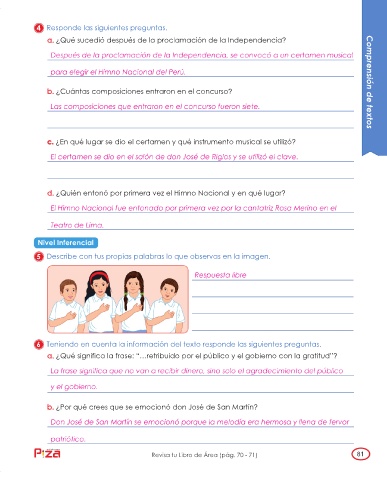 4 Responde las siguientes preguntas.
a. ¿Qué sucedió después de la proclamación de la Independencia?
Después de la proclamación de la Independencia, se convocó a un certamen musical
para elegir el Himno Nacional del Perú.
b. ¿Cuántas composiciones entraron en el concurso?
Las composiciones que entraron en el concurso fueron siete.
c. ¿En qué lugar se dio el certamen y qué instrumento musical se utilizó?
El certamen se dio en el salón de don José de Riglos y se utilizó el clave.
d. ¿Quién entonó por primera vez el Himno Nacional y en qué lugar?
El Himno Nacional fue entonado por primera vez por la cantatriz Rosa Merino en el
Teatro de Lima.
Nivel Inferencial
5 Describe con tus propias palabras lo que observas en la imagen.
Respuesta libre
6 Teniendo en cuenta la información del texto responde las siguientes preguntas.
a. ¿Qué significa la frase: "...retribuido por el público y el gobierno con la gratitud"?
La frase significa que no van a recibir dinero, sino solo el agradecimiento del público
y el gobierno.
b. ¿Por qué crees que se emocionó don José de San Martín?
Don José de San Martín se emocionó porque la melodía era hermosa y llena de fervor
patriótico.
Revisa tu Libro de Área (pág. 70 - 71)
81
Comprensión de textos